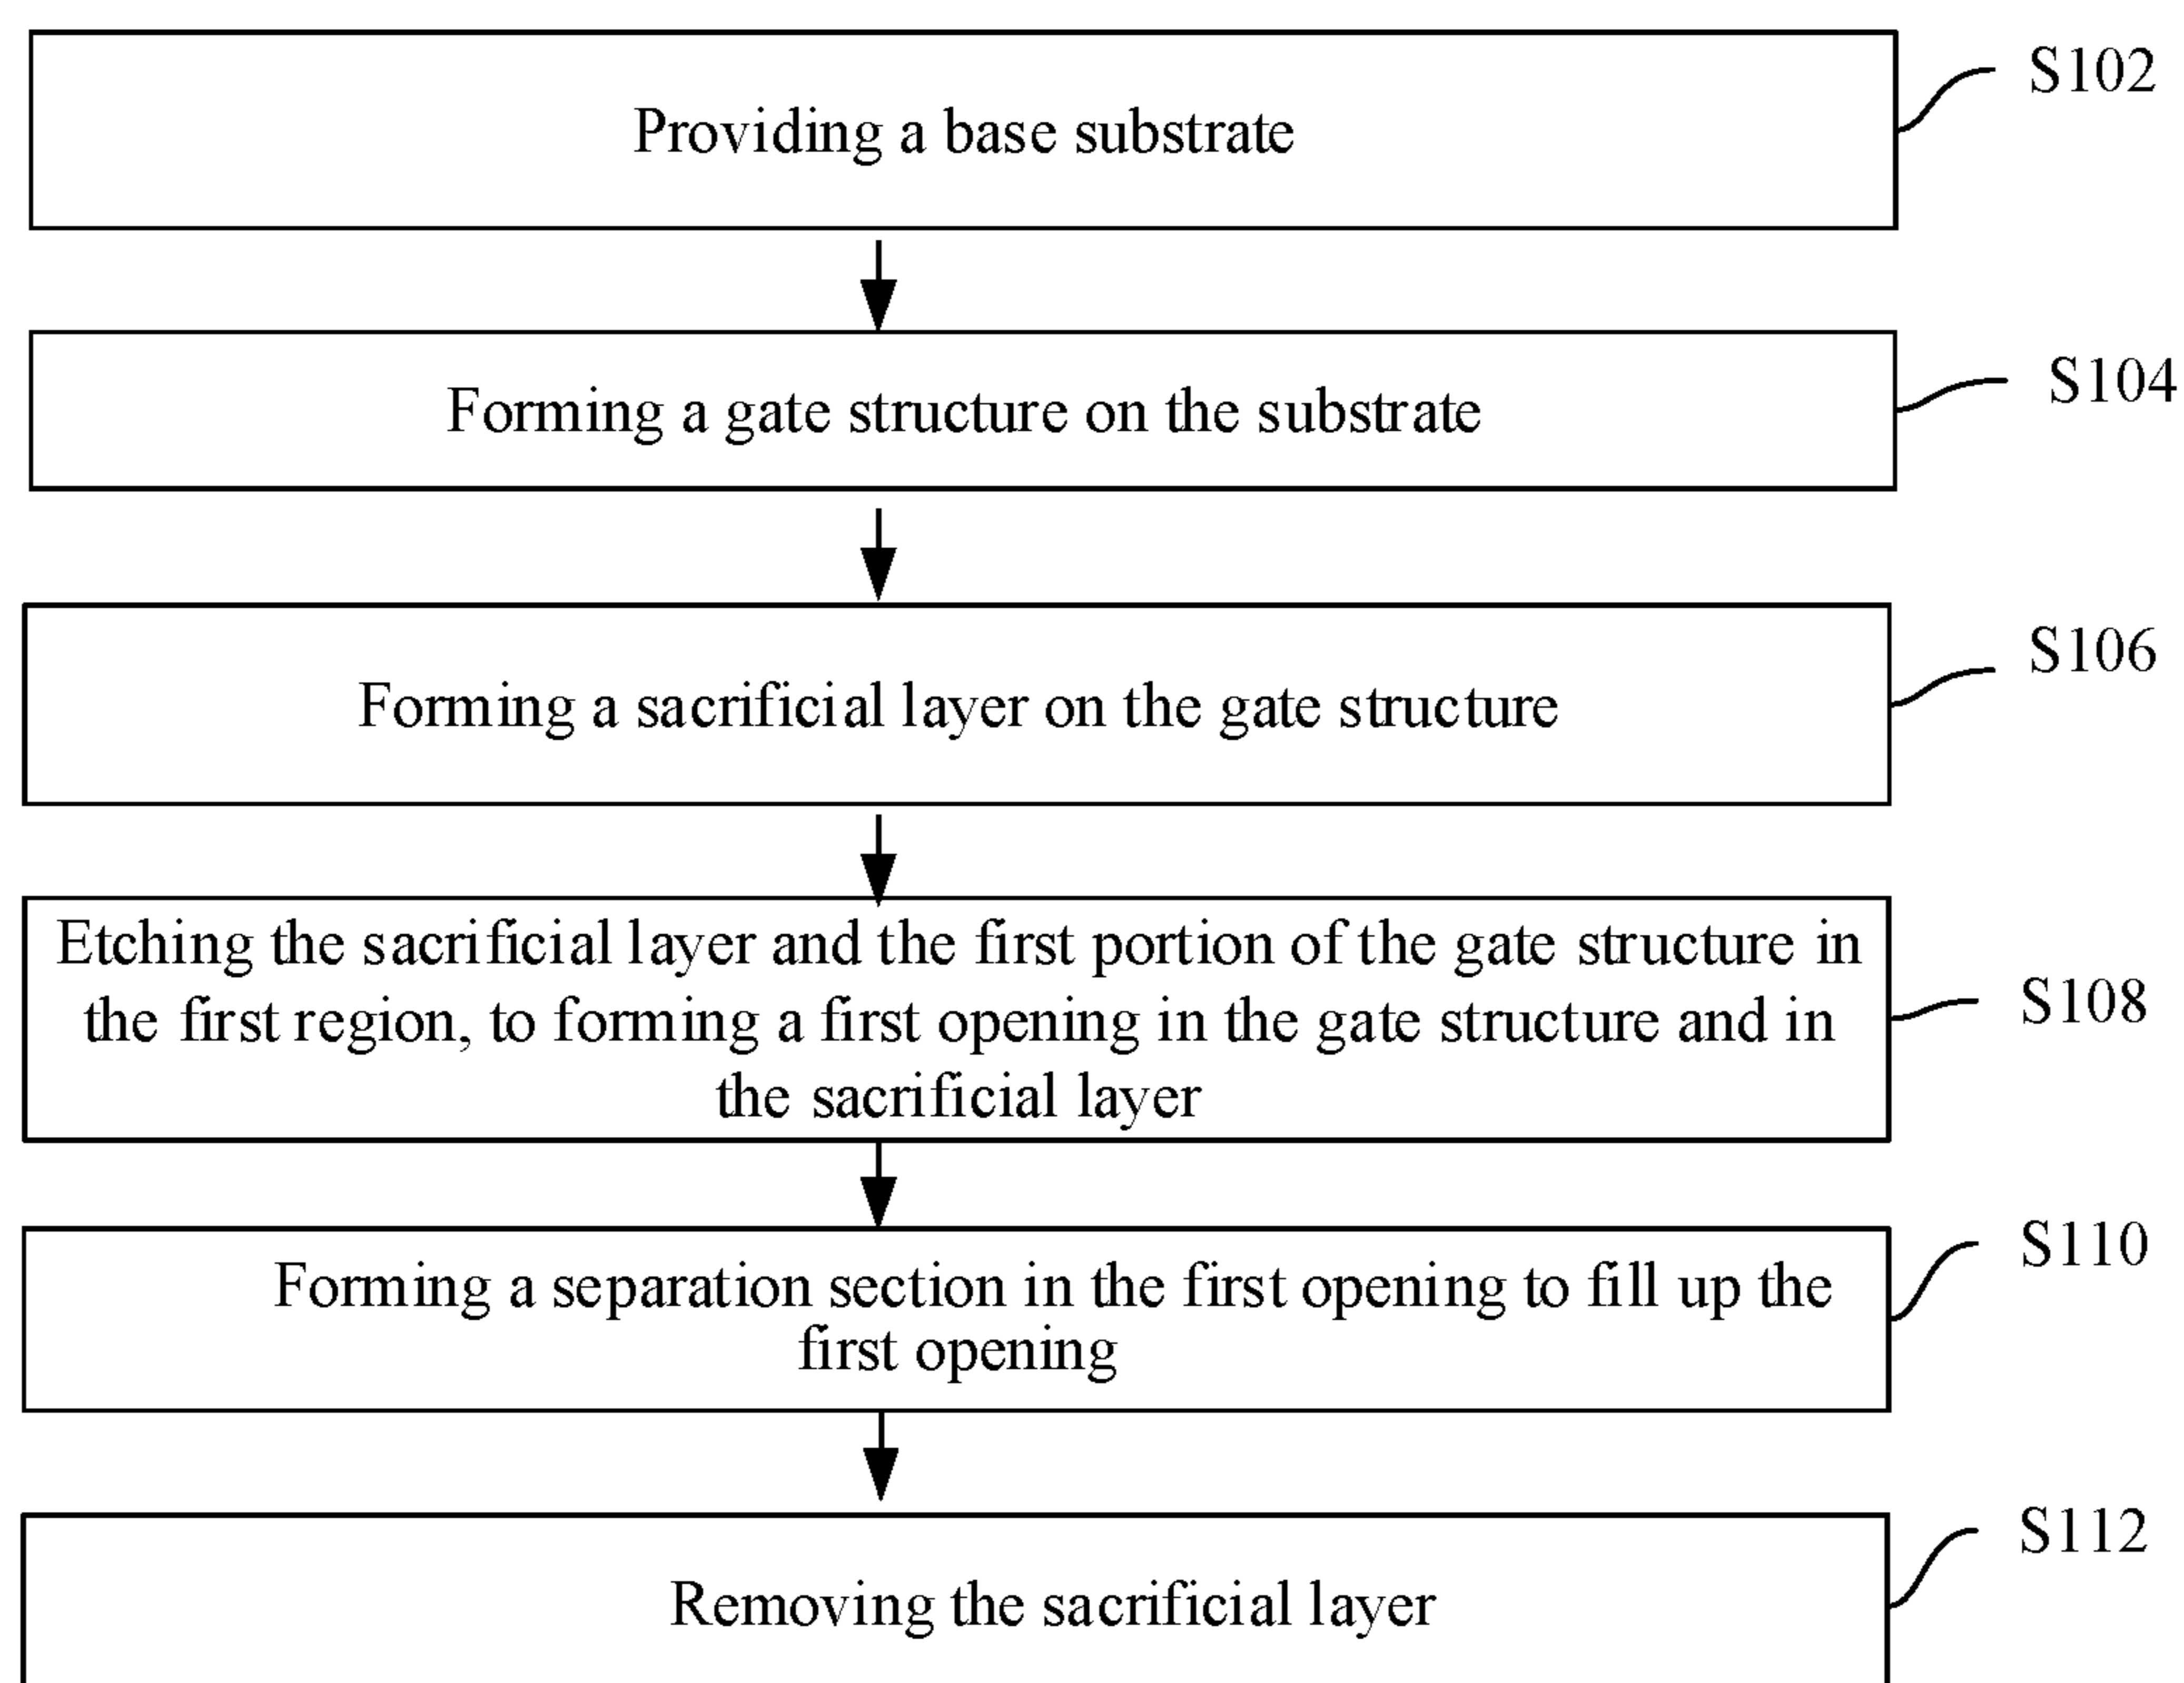 Providing a base substrate
S102
Forming a gate structure on the substrate
S104
Forming a sacrificial layer on the gate structure
S106
Etching the sacrificial layer and the first portion of the gate structure in
the first region, to forming a first opening in the gate structure and in
the sacrificial layer
S108
Forming a separation section in the first opening to fill up the
first opening
S110
Removing the sacrificial layer
S112